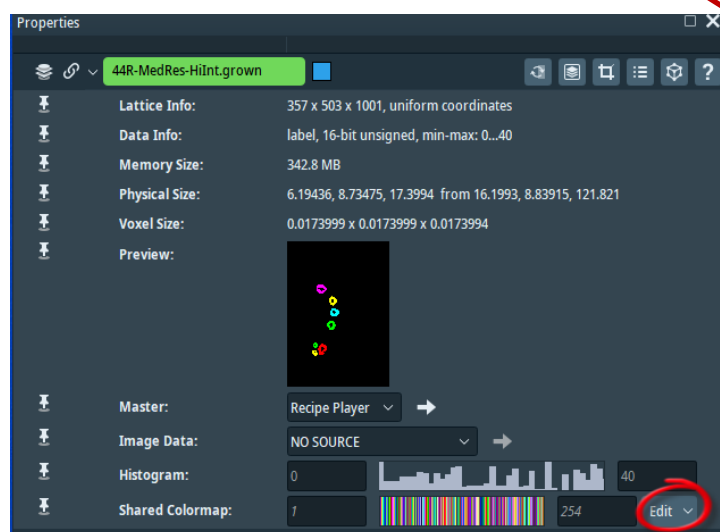 Properties
44R-MedRes-HiInt.grown ?
Lattice Info: 357 x 503 x 1001, uniform coordinates
Data Info: label, 16-bit unsigned, min-max: 0...40
Memory Size: 342.8 MB
Physical Size: 6.19436, 8.73475, 17.3994 from 16.1993, 8.83915, 121.821
Voxel Size: 0.0173999 x 0.0173999 x 0.0173994
Preview:
Master: Recipe Player
Image Data: NO SOURCE
Histogram: 0 40
Shared Colormap: 1 254 Edit